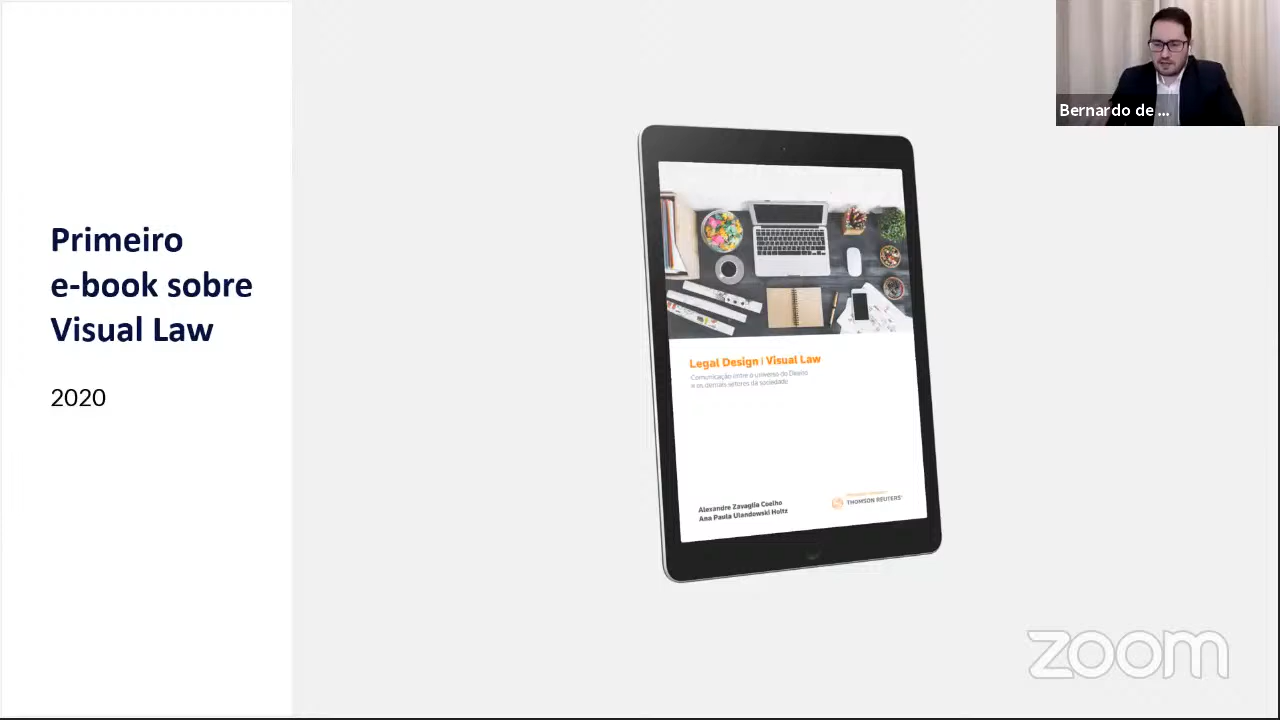 Primeiro
e-book sobre
Visual Law
2020
Bernardo de ...
Legal Design | Visual Law
Comunicação entre o universo do Direito
e os demais setores da sociedade
Alexandre Zavaglia Coelho
Ana Paula Ulandowski Holtz
THOMSON REUTERS®
zoom